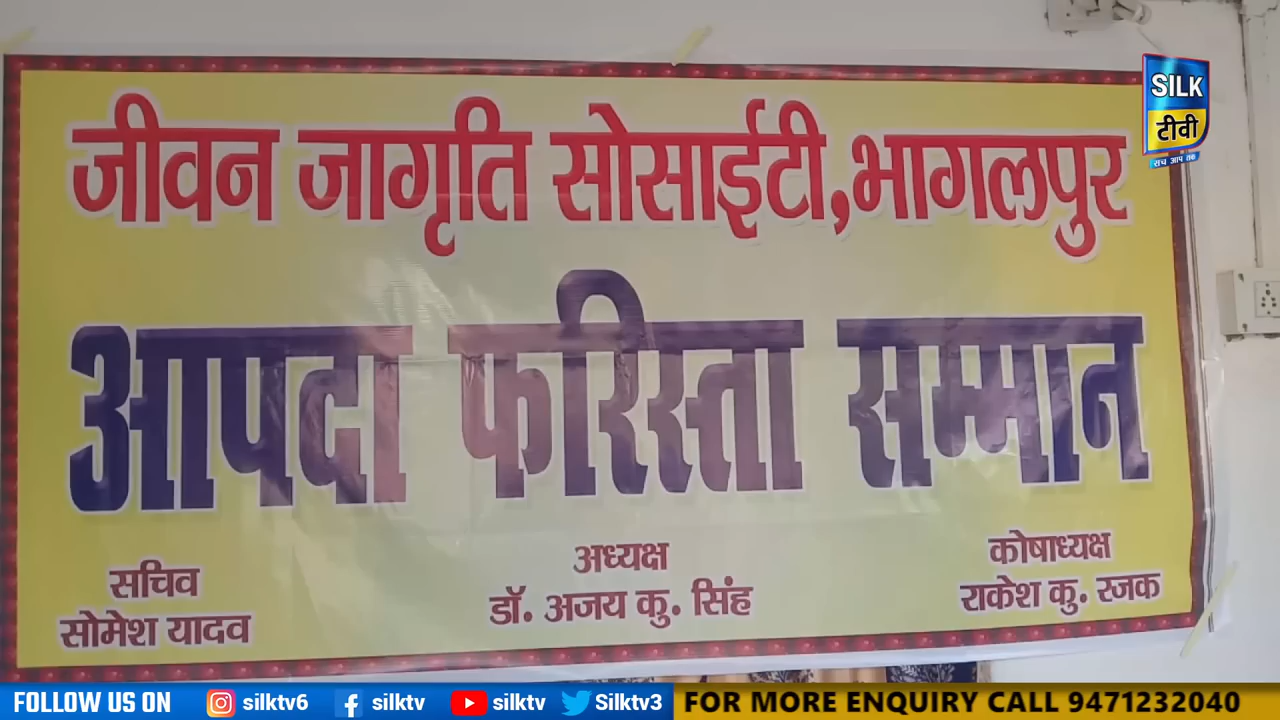 SILK
टीवी
सच आप तक
जीवन जागृति सोसाईटी,भागलपुर
आपदा फरिस्ता सम्मान
सचिव
सोमेश यादव
अध्यक्ष
डॉ. अजय कु. सिंह
कोषाध्यक्ष
राकेश कु. रजक
FOLLOW US ON silktv6 silktv silktv Silktv3 FOR MORE ENQUIRY CALL 9471232040